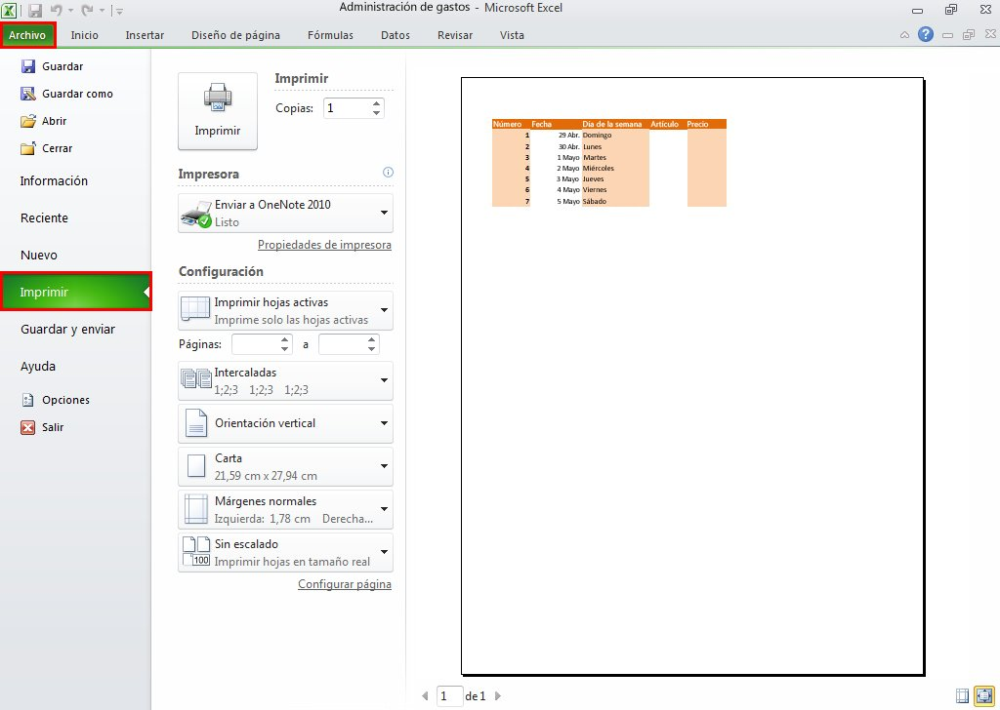 Administración de gastos - Microsoft Excel
Archivo Inicio Insertar Diseño de página Fórmulas Datos Revisar Vista
Guardar
Guardar como
Abrir
Cerrar
Información
Reciente
Nuevo
Imprimir
Guardar y enviar
Ayuda
Opciones
Salir
Imprimir
Imprimir
Copias: 1
Impresora
Enviar a OneNote 2010
Listo
Propiedades de impresora
Configuración
Imprimir hojas activas
Imprime solo las hojas activas
Páginas: a
Intercaladas
1;2;3 1;2;3 1;2;3
Orientación vertical
Carta
21,59 cm x 27,94 cm
Márgenes normales
Izquierda: 1,78 cm Derecha...
Sin escalado
100
Imprimir hojas en tamaño real
Configurar página
Número Fecha Día de la semana Artículo Precio
1 29 Abr. Domingo
2 30 Abr. Lunes
3 1 Mayo Martes
4 2 Mayo Miércoles
5 3 Mayo Jueves
6 4 Mayo Viernes
7 5 Mayo Sábado
1 de 1